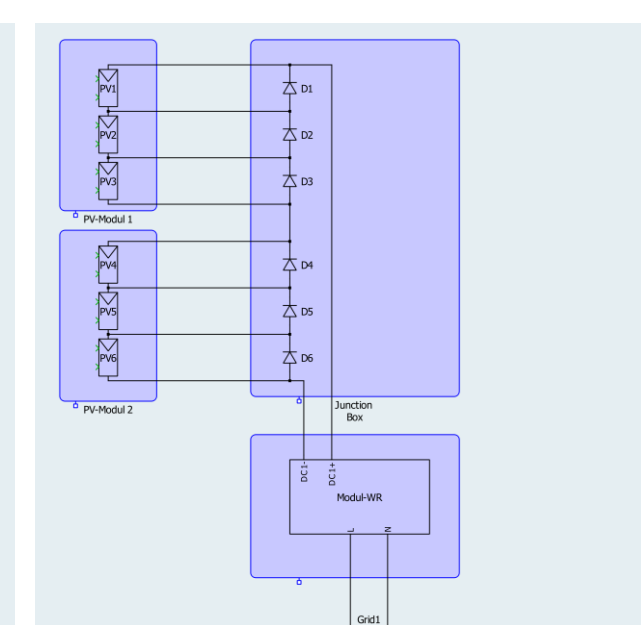 PV1
D1
PV2
D2
PV3
D3
PV-Modul 1
PV4
D4
PV5
D5
PV6
D6
PV-Modul 2
Junction
Box
DC1-
DC1+
Modul-WR
L
N
Grid1